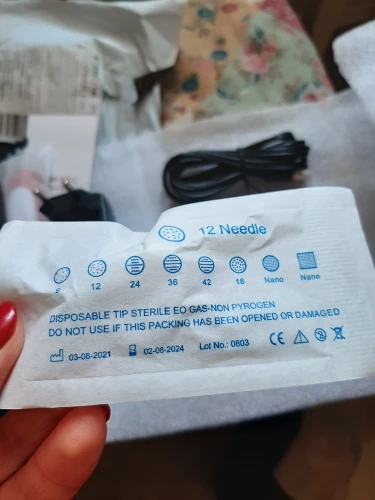 12 Needle
9 12 24 36 42 18 Nano Nano
DISPOSABLE TIP STERILE EO GAS-NON PYROGEN
DO NOT USE IF THIS PACKING HAS BEEN OPENED OR DAMAGED
03-08-2021 02-08-2024 Lot No.: 0803 CE